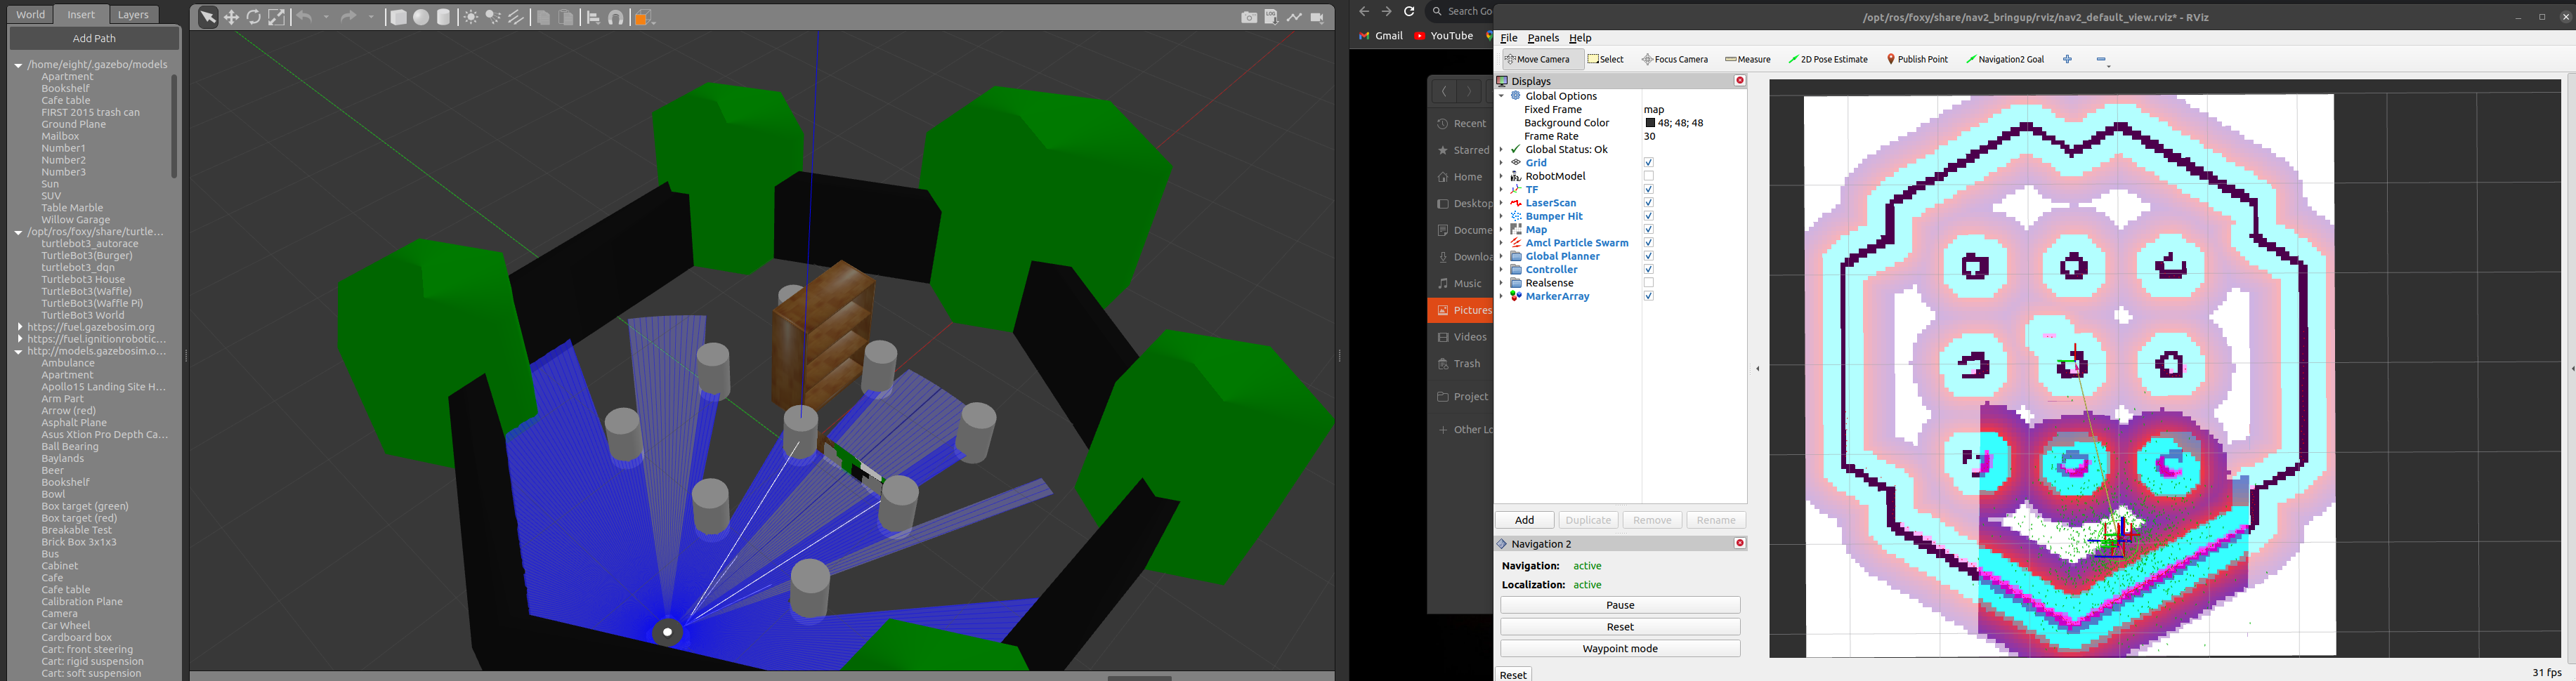 World Insert Layers
Add Path
/home/eight/.gazebo/models
Apartment
Bookshelf
Cafe table
FIRST 2015 trash can
Ground Plane
Mailbox
Number1
Number2
Number3
Sun
SUV
Table Marble
Willow Garage
/opt/ros/foxy/share/turtle...
turtlebot3_autorace
TurtleBot3(Burger)
turtlebot3_dqn
Turtlebot3 House
TurtleBot3(Waffle)
TurtleBot3(Waffle Pi)
TurtleBot3 World
https://fuel.gazebosim.org
https://fuel.ignitionrobotic...
http://models.gazebosim.o...
Ambulance
Apartment
Apollo15 Landing Site H...
Arm Part
Arrow (red)
Asphalt Plane
Asus Xtion Pro Depth Ca...
Ball Bearing
Baylands
Beer
Bookshelf
Bowl
Box target (green)
Box target (red)
Breakable Test
Brick Box 3x1x3
Bus
Cabinet
Cafe
Cafe table
Calibration Plane
Camera
Car Wheel
Cardboard box
Cart: front steering
Cart: rigid suspension
Cart: soft suspension
Search Go
Gmail YouTube
Recent
Starred
Home
Desktop
Docume
Downloa
Music
Pictures
Videos
Trash
Project
+ Other Lo
/opt/ros/foxy/share/nav2_bringup/rviz/nav2_default_view.rviz* - RViz
File Panels Help
Move Camera Select Focus Camera Measure 2D Pose Estimate Publish Point Navigation2 Goal
Displays
Global Options
Fixed Frame map
Background Color 48; 48; 48
Frame Rate 30
Global Status: Ok
Grid
RobotModel
TF
LaserScan
Bumper Hit
Map
Amcl Particle Swarm
Global Planner
Controller
Realsense
MarkerArray
Add Duplicate Remove Rename
Navigation 2
Navigation: active
Localization: active
Pause
Reset
Waypoint mode
Reset
31 fps